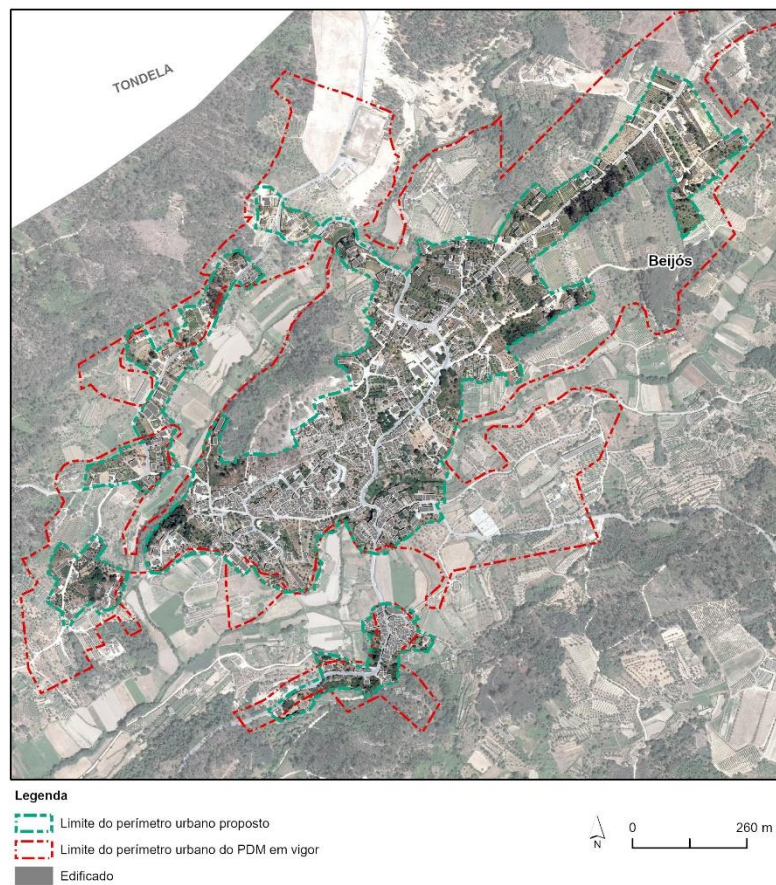 TONDELA
Beijós
Legenda
Limite do perímetro urbano proposto
Limite do perímetro urbano do PDM em vigor
Edificado
N
0 260 m